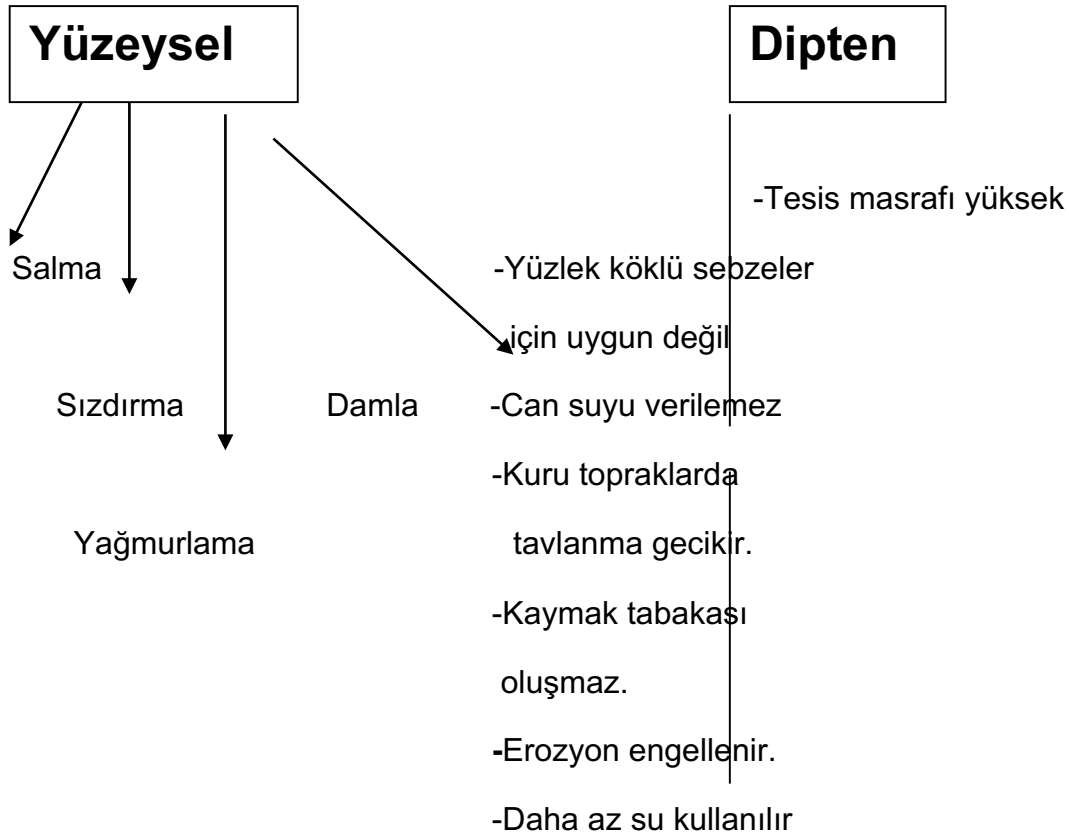 Yüzeysel
Dipten
-Tesis masrafı yüksek
Salma
-Yüzlek köklü sebzeler
için uygun değil
Sızdırma
Damla
-Can suyu verilemez
-Kuru topraklarda
Yağmurlama
tavlanma gecikir.
-Kaymak tabakası
oluşmaz.
-Erozyon engellenir.
-Daha az su kullanılır